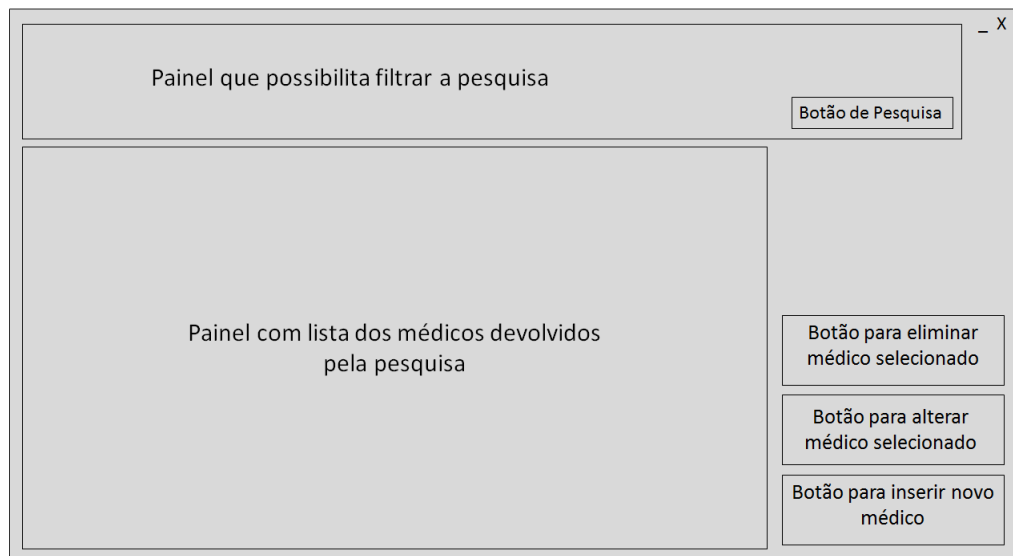 _ X
Painel que possibilita filtrar a pesquisa
Botão de Pesquisa
Painel com lista dos médicos devolvidos
pela pesquisa
Botão para eliminar
médico selecionado
Botão para alterar
médico selecionado
Botão para inserir novo
médico